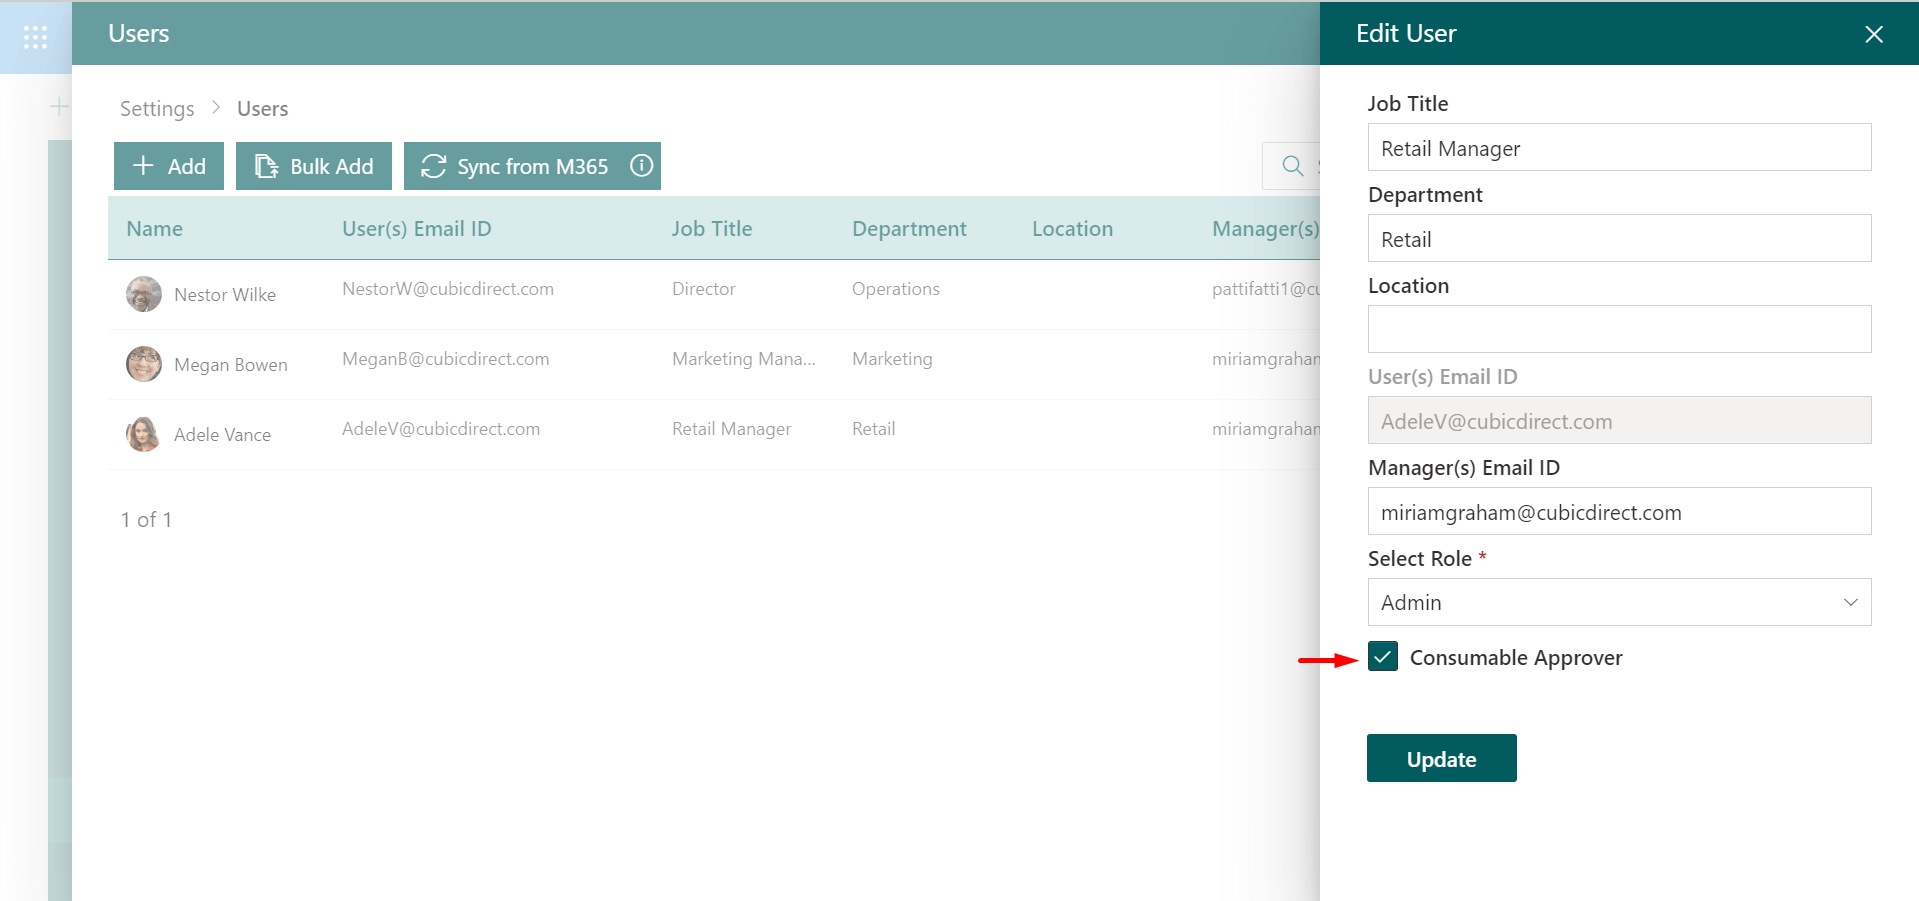 Users
Settings > Users
+ Add
Bulk Add
Sync from M365
Name User(s) Email ID Job Title Department Location Manager(s)
Nestor Wilke NestorW@cubicdirect.com Director Operations pattifatti1@cu
Megan Bowen MeganB@cubicdirect.com Marketing Mana... Marketing miriamgraham
Adele Vance AdeleV@cubicdirect.com Retail Manager Retail miriamgraham
1 of 1
Edit User
Job Title
Retail Manager
Department
Retail
Location
User(s) Email ID
AdeleV@cubicdirect.com
Manager(s) Email ID
miriamgraham@cubicdirect.com
Select Role *
Admin
Consumable Approver
Update